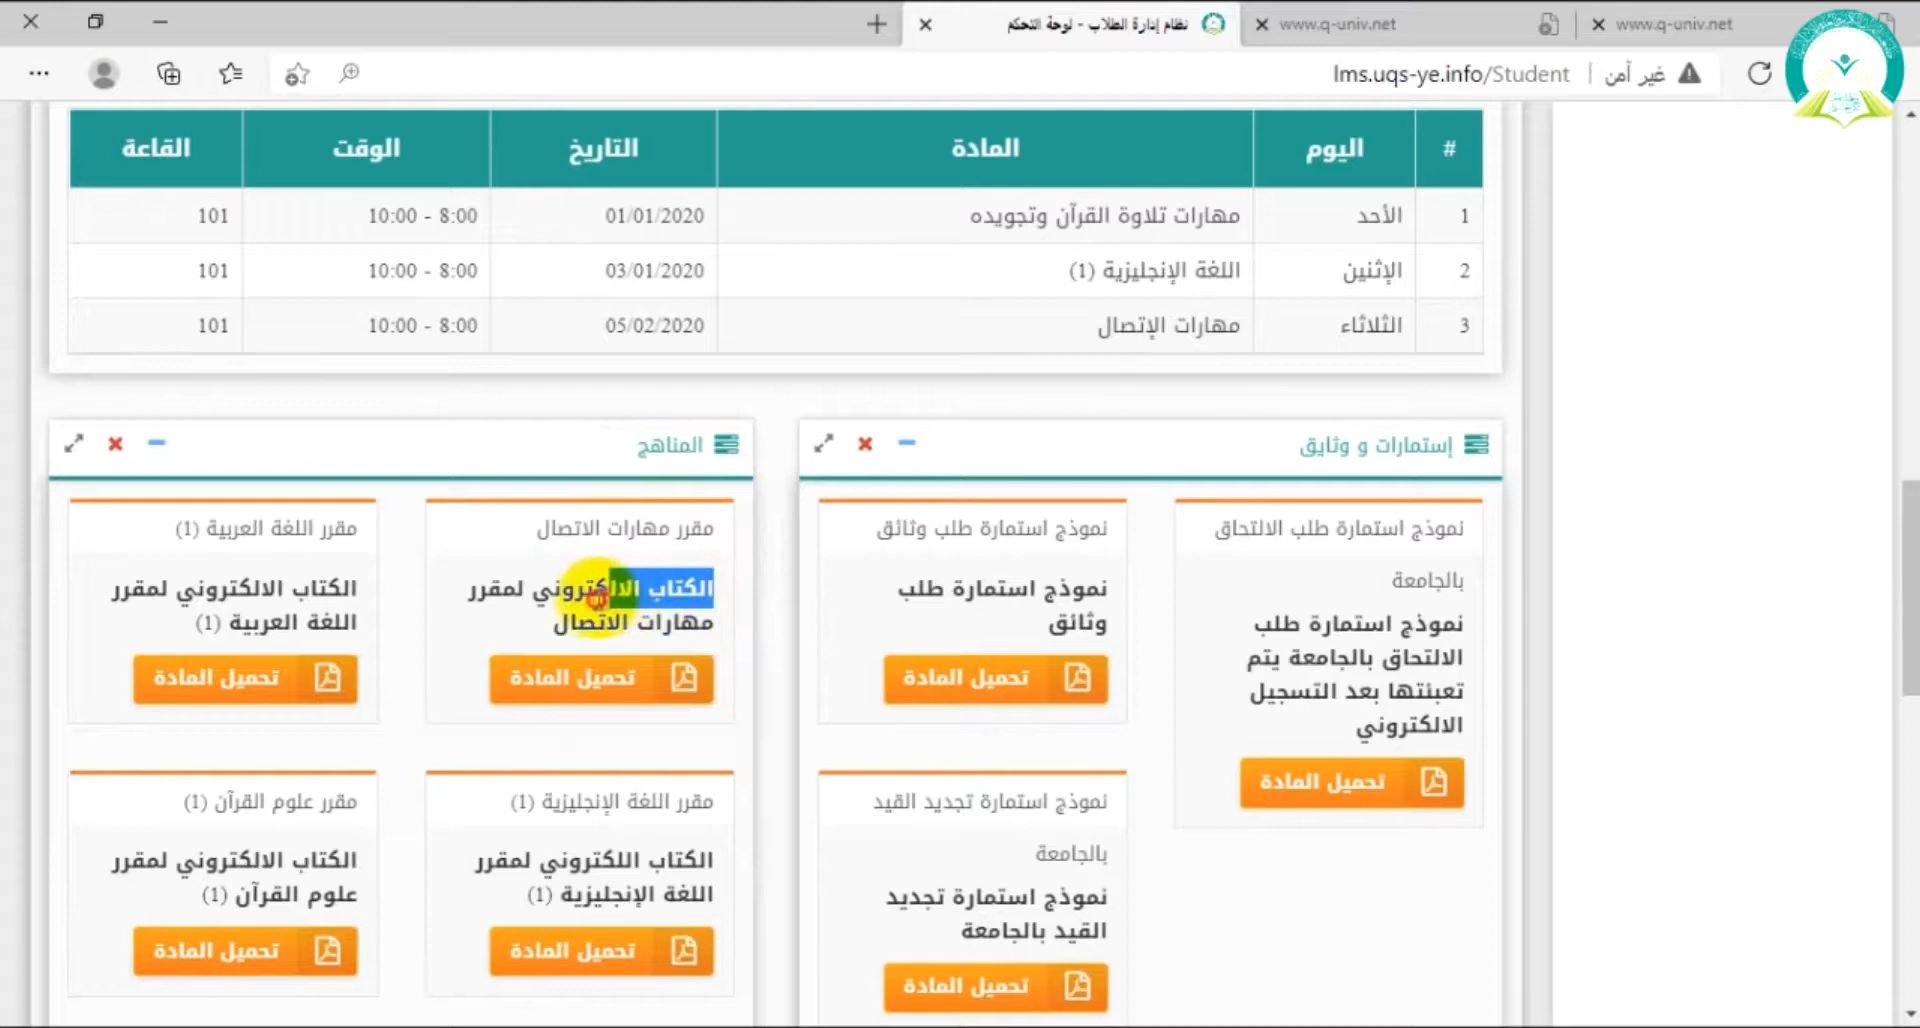 نظام إدارة الطلاب - لوحة التحكم
www.q-univ.net
www.q-univ.net
غير آمن
lms.uqs-ye.info/Student
# اليوم المادة التاريخ الوقت القاعة
1 الأحد مهارات تلاوة القرآن وتجويده 01/01/2020 8:00 - 10:00 101
2 الإثنين اللغة الإنجليزية (1) 03/01/2020 8:00 - 10:00 101
3 الثلاثاء مهارات الإتصال 05/02/2020 8:00 - 10:00 101
إستمارات و وثايق
نموذج استمارة طلب الالتحاق
بالجامعة
نموذج استمارة طلب
الالتحاق بالجامعة يتم
تعبئتها بعد التسجيل
الالكتروني
تحميل المادة
نموذج استمارة طلب وثائق
نموذج استمارة طلب
وثائق
تحميل المادة
نموذج استمارة تجديد القيد
بالجامعة
نموذج استمارة تجديد
القيد بالجامعة
تحميل المادة
المناهج
مقرر مهارات الاتصال
الكتاب الالكتروني لمقرر
مهارات الاتصال
تحميل المادة
مقرر اللغة العربية (1)
الكتاب الالكتروني لمقرر
اللغة العربية (1)
تحميل المادة
مقرر اللغة الإنجليزية (1)
الكتاب اللكتروني لمقرر
اللغة الإنجليزية (1)
تحميل المادة
مقرر علوم القرآن (1)
الكتاب الالكتروني لمقرر
علوم القرآن (1)
تحميل المادة